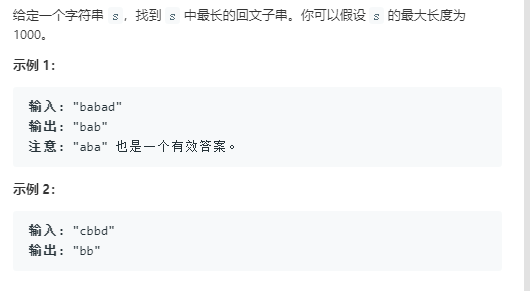 给定一个字符串 s，找到 s 中最长的回文子串。你可以假设 s 的最大长度为
1000。
示例 1：
输入: "babad"
输出: "bab"
注意: "aba" 也是一个有效答案。
示例 2：
输入: "cbbd"
输出: "bb"